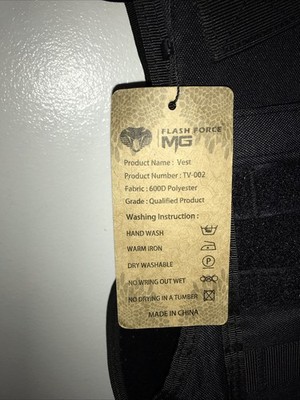 FLASH FORCE
MG
Product Name : Vest
Product Number : TV-002
Fabric : 600D Polyester
Grade : Qualified Product
Washing Instruction :
HAND WASH
WARM IRON
DRY WASHABLE P
NO WRING OUT WET
NO DRYING IN A TUMBER
MADE IN CHINA